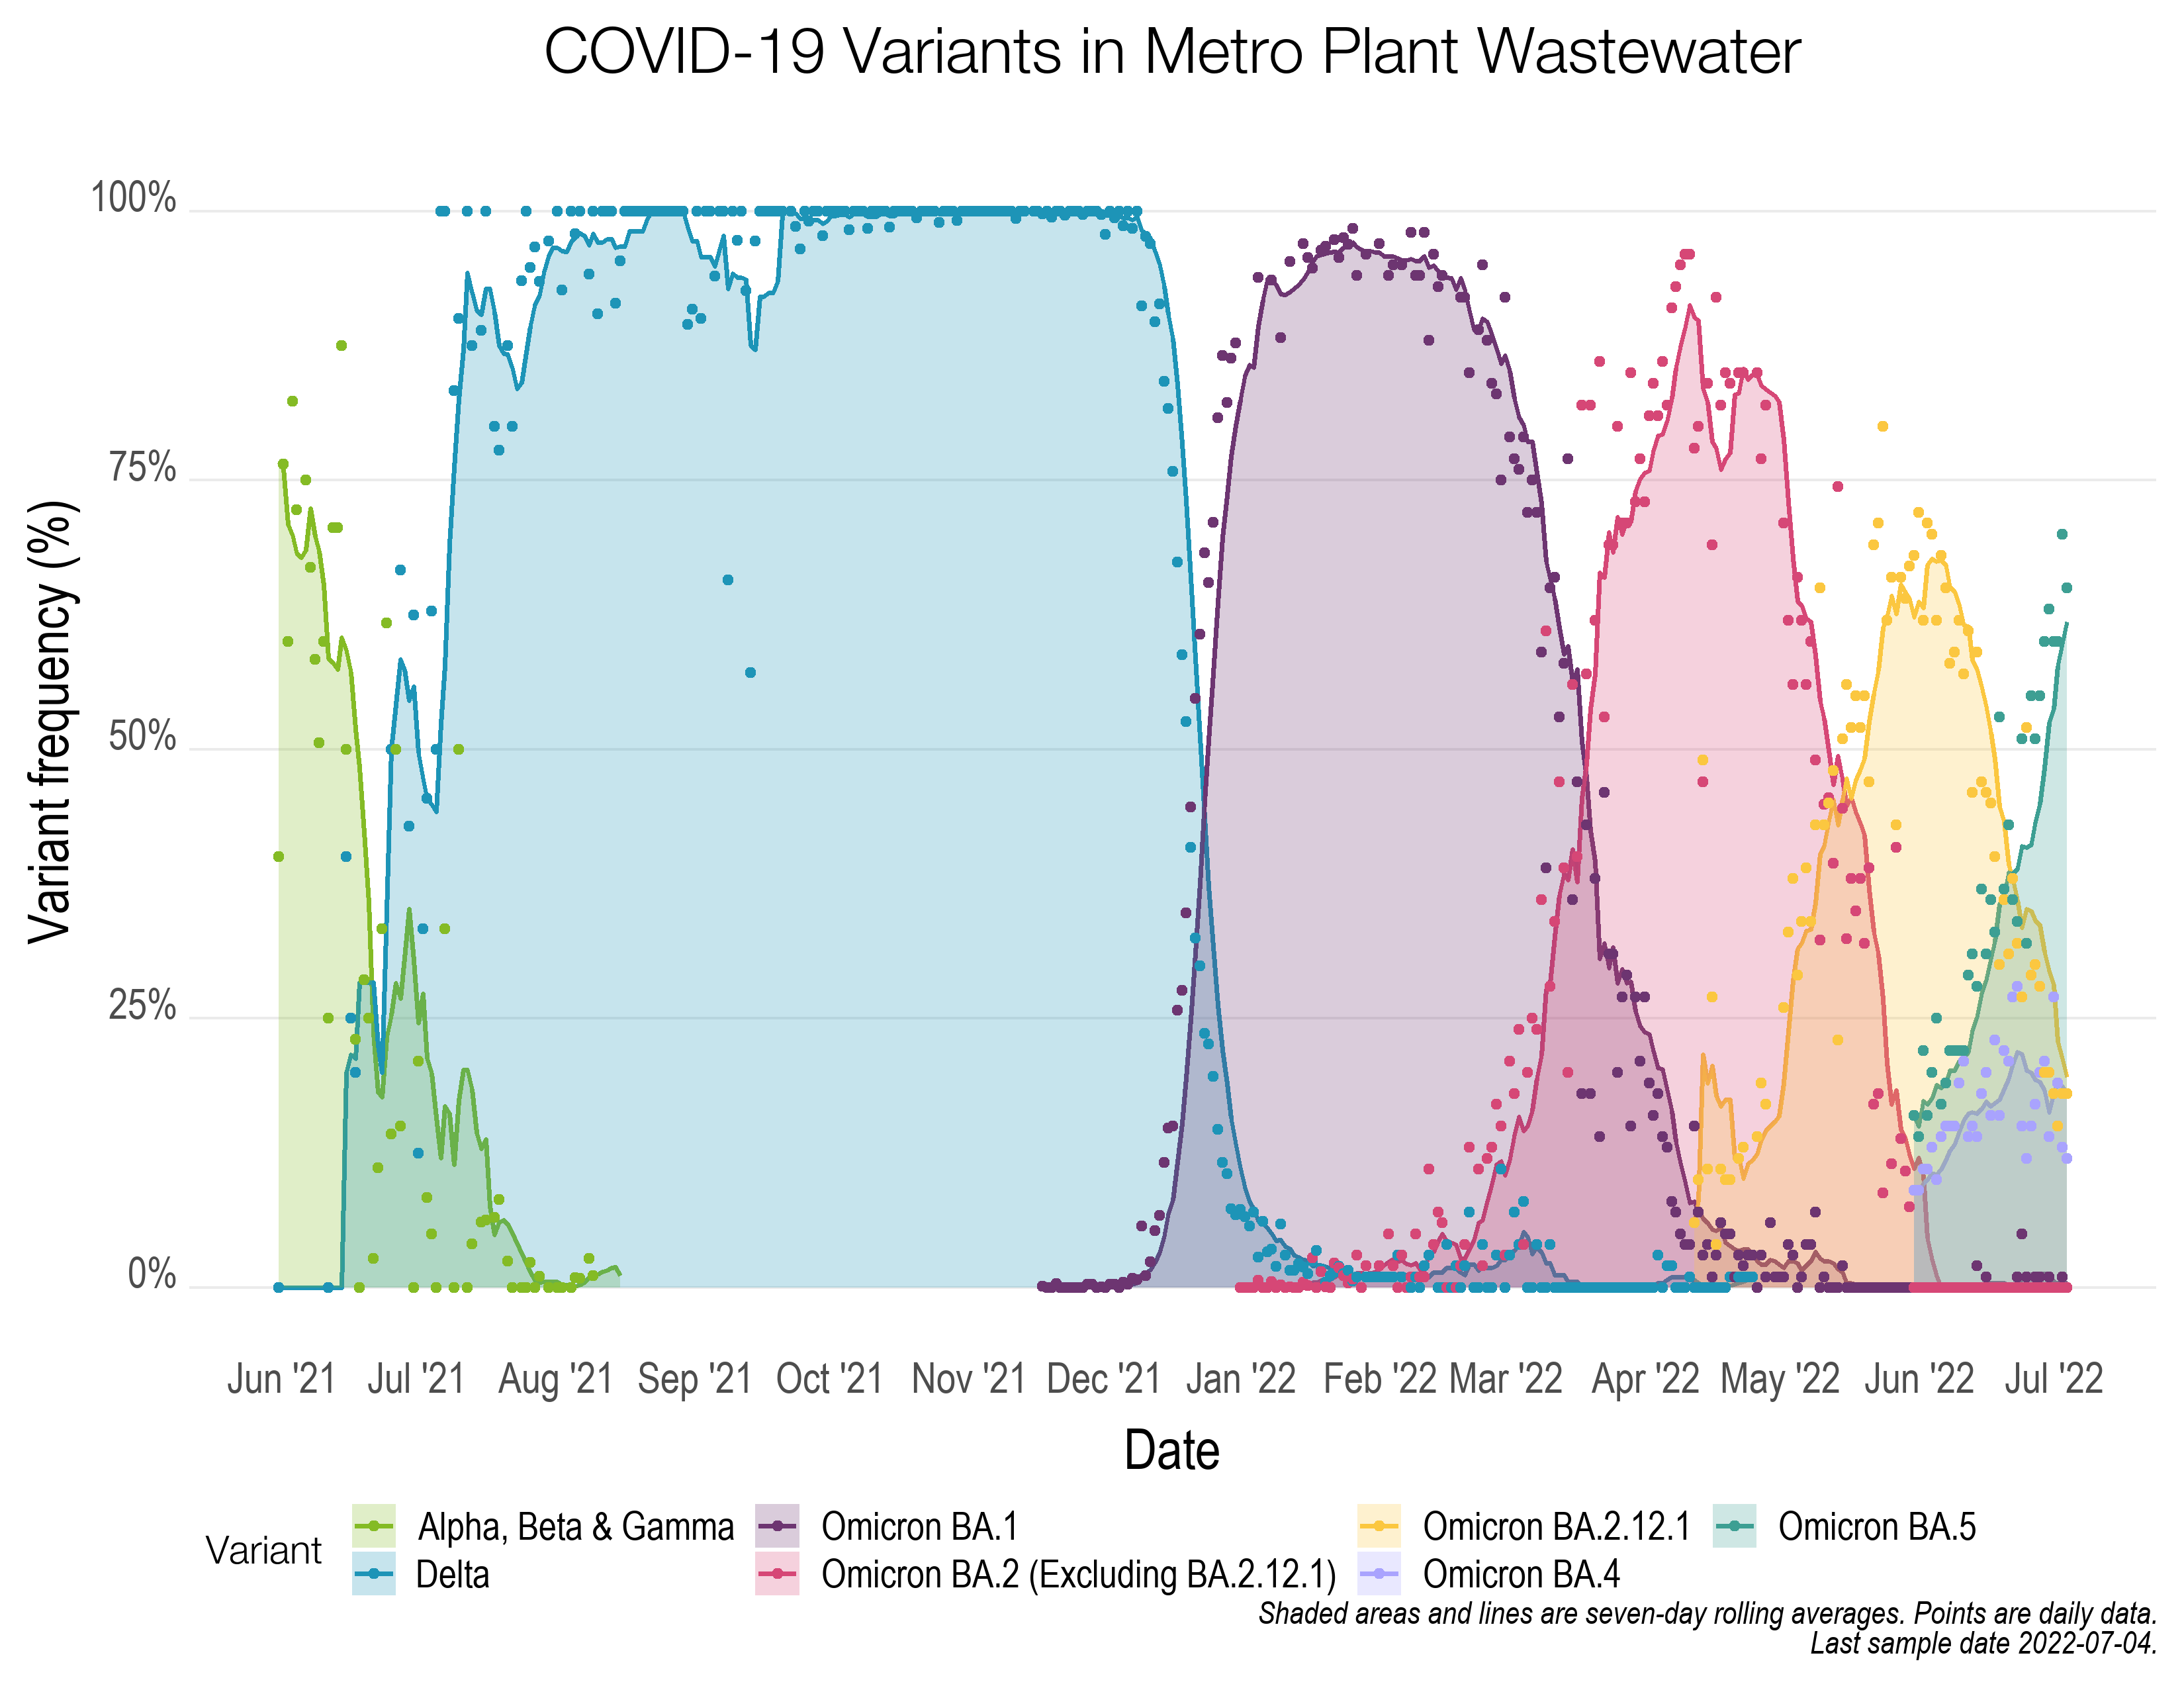 COVID-19 Variants in Metro Plant Wastewater
100%
75%
50%
25%
0%
Variant frequency (%)
Jun '21 Jul '21 Aug '21 Sep '21 Oct '21 Nov '21 Dec '21 Jan '22 Feb '22 Mar '22 Apr '22 May '22 Jun '22 Jul '22
Date
Variant
Alpha, Beta & Gamma Omicron BA.1 Omicron BA.2.12.1 Omicron BA.5
Delta Omicron BA.2 (Excluding BA.2.12.1) Omicron BA.4
Shaded areas and lines are seven-day rolling averages. Points are daily data.
Last sample date 2022-07-04.